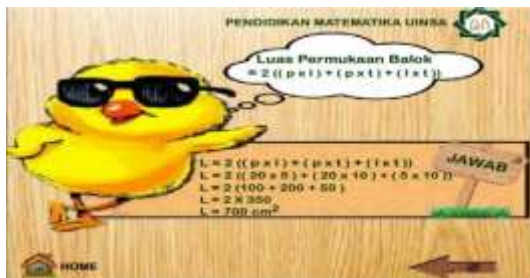 PENDIDIKAN MATEMATIKA UINSA
Luas Permukaan Balok
= 2 (( p x l ) + ( p x t ) + ( l x t ))
L = 2 (( p x l ) + ( p x t ) + ( l x t ))
L = 2 (( 20 x 5 ) + ( 20 x 10 ) + ( 5 x 10 ))
L = 2 (100 + 200 + 50 )
L = 2 X 350
L = 700 cm²
JAWAB
HOME